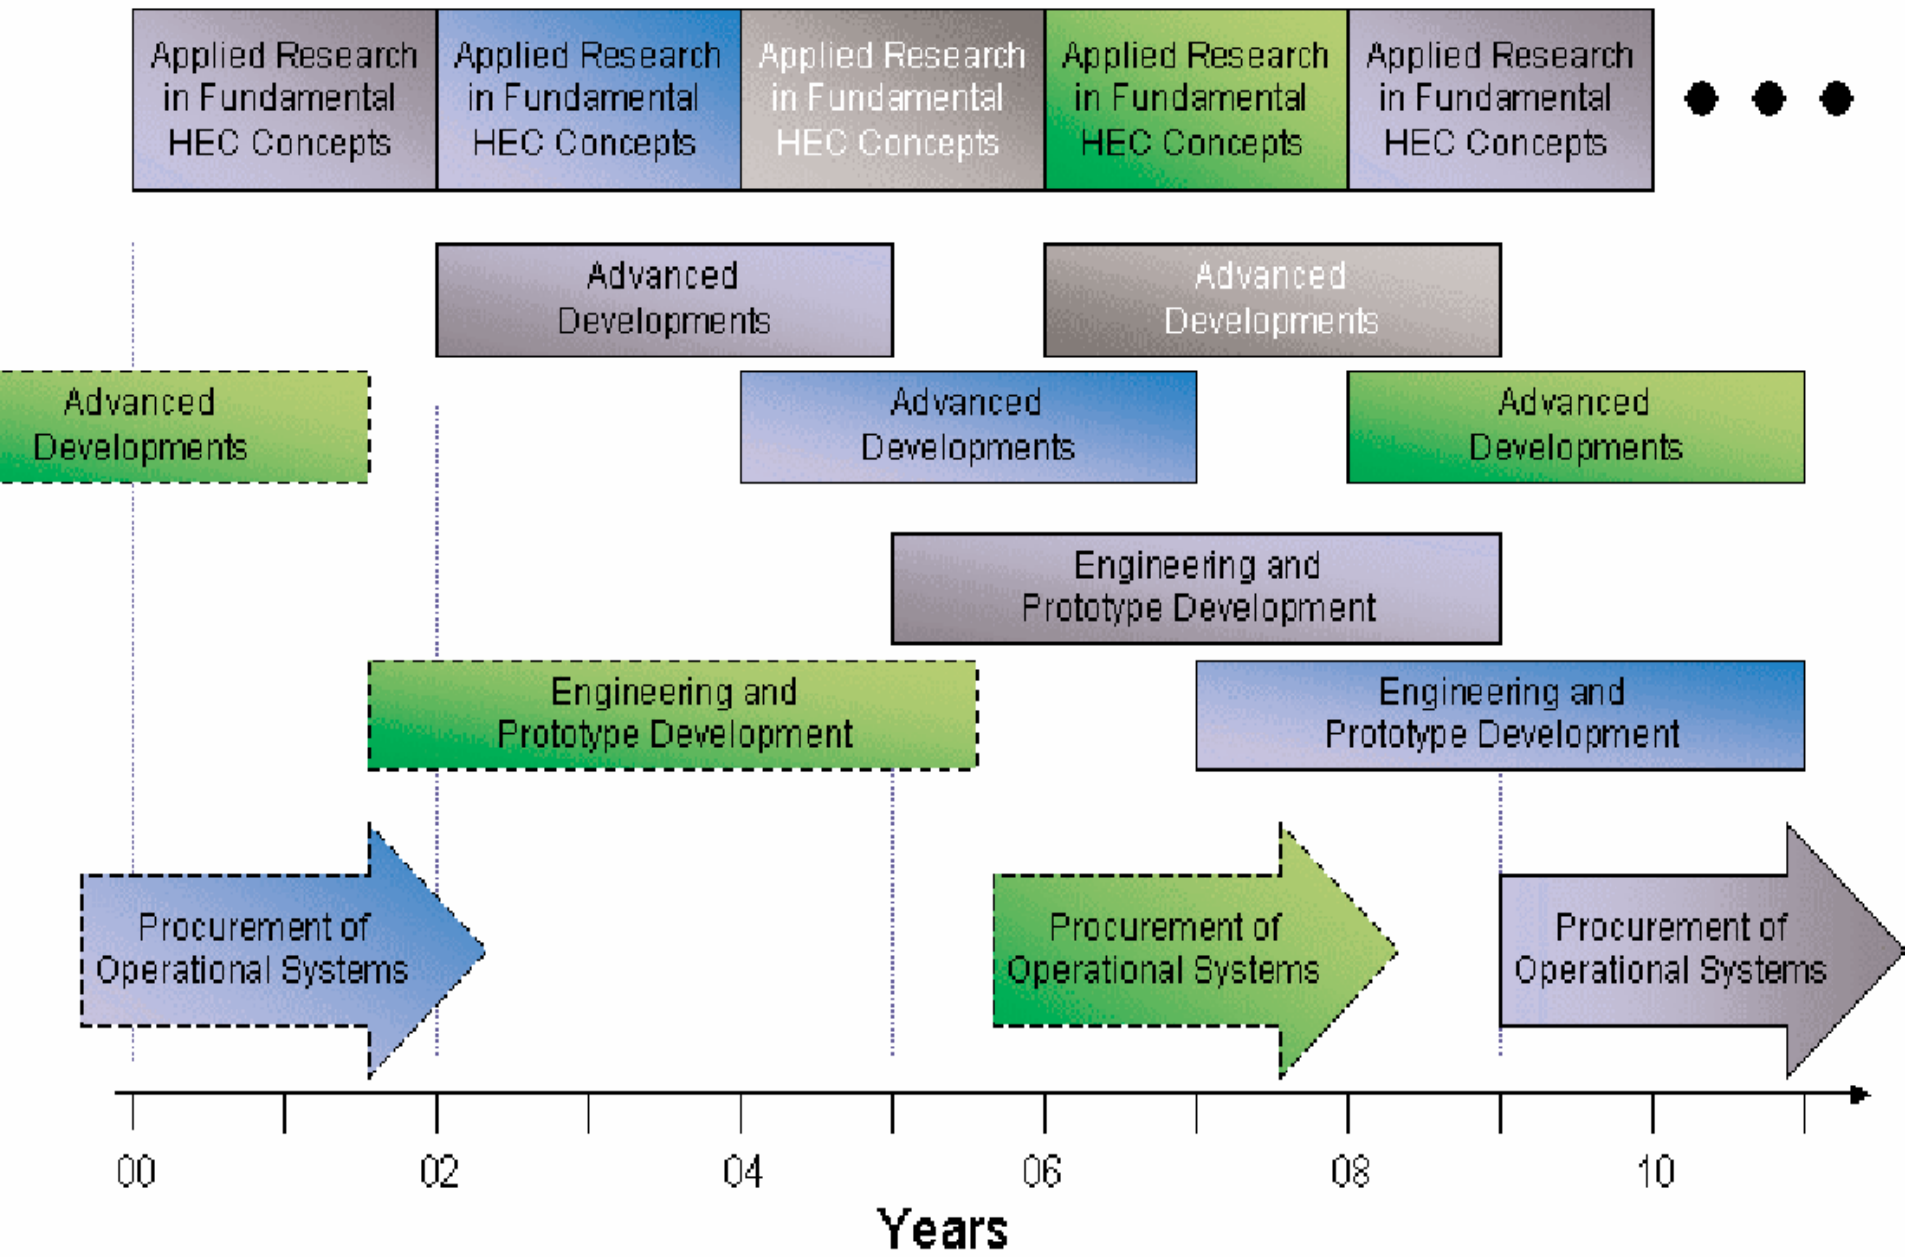 Applied Research
in Fundamental
HEC Concepts
Applied Research
in Fundamental
HEC Concepts
Applied Research
in Fundamental
HEC Concepts
Applied Research
in Fundamental
HEC Concepts
Applied Research
in Fundamental
HEC Concepts
Advanced
Developments
Advanced
Developments
Advanced
Developments
Advanced
Developments
Advanced
Developments
Engineering and
Prototype Development
Engineering and
Prototype Development
Engineering and
Prototype Development
Procurement of
Operational Systems
Procurement of
Operational Systems
Procurement of
Operational Systems
00 02 04 06 08 10
Years